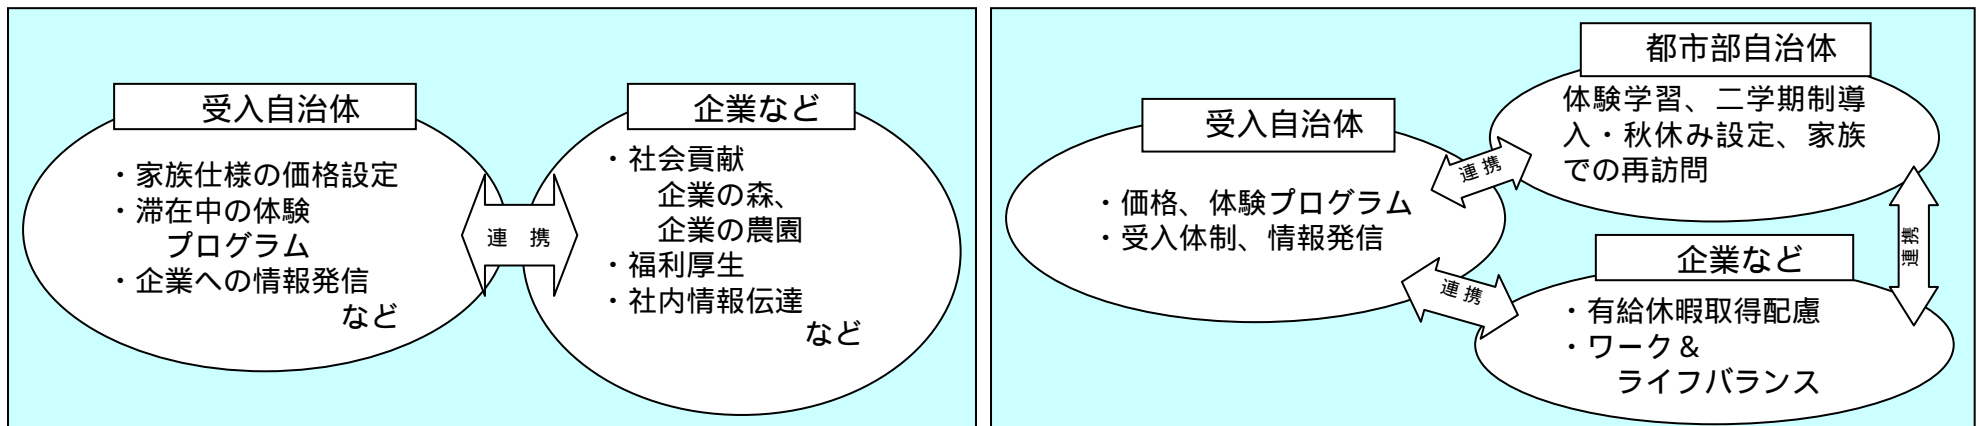 受入自治体
・家族仕様の価格設定
・滞在中の体験
プログラム
・企業への情報発信
など
連 携
企業など
・社会貢献
企業の森、
企業の農園
・福利厚生
・社内情報伝達
など
受入自治体
・価格、体験プログラム
・受入体制、情報発信
連携
都市部自治体
体験学習、二学期制導
入・秋休み設定、家族
での再訪問
連携
連携
企業など
・有給休暇取得配慮
・ワーク＆
ライフバランス